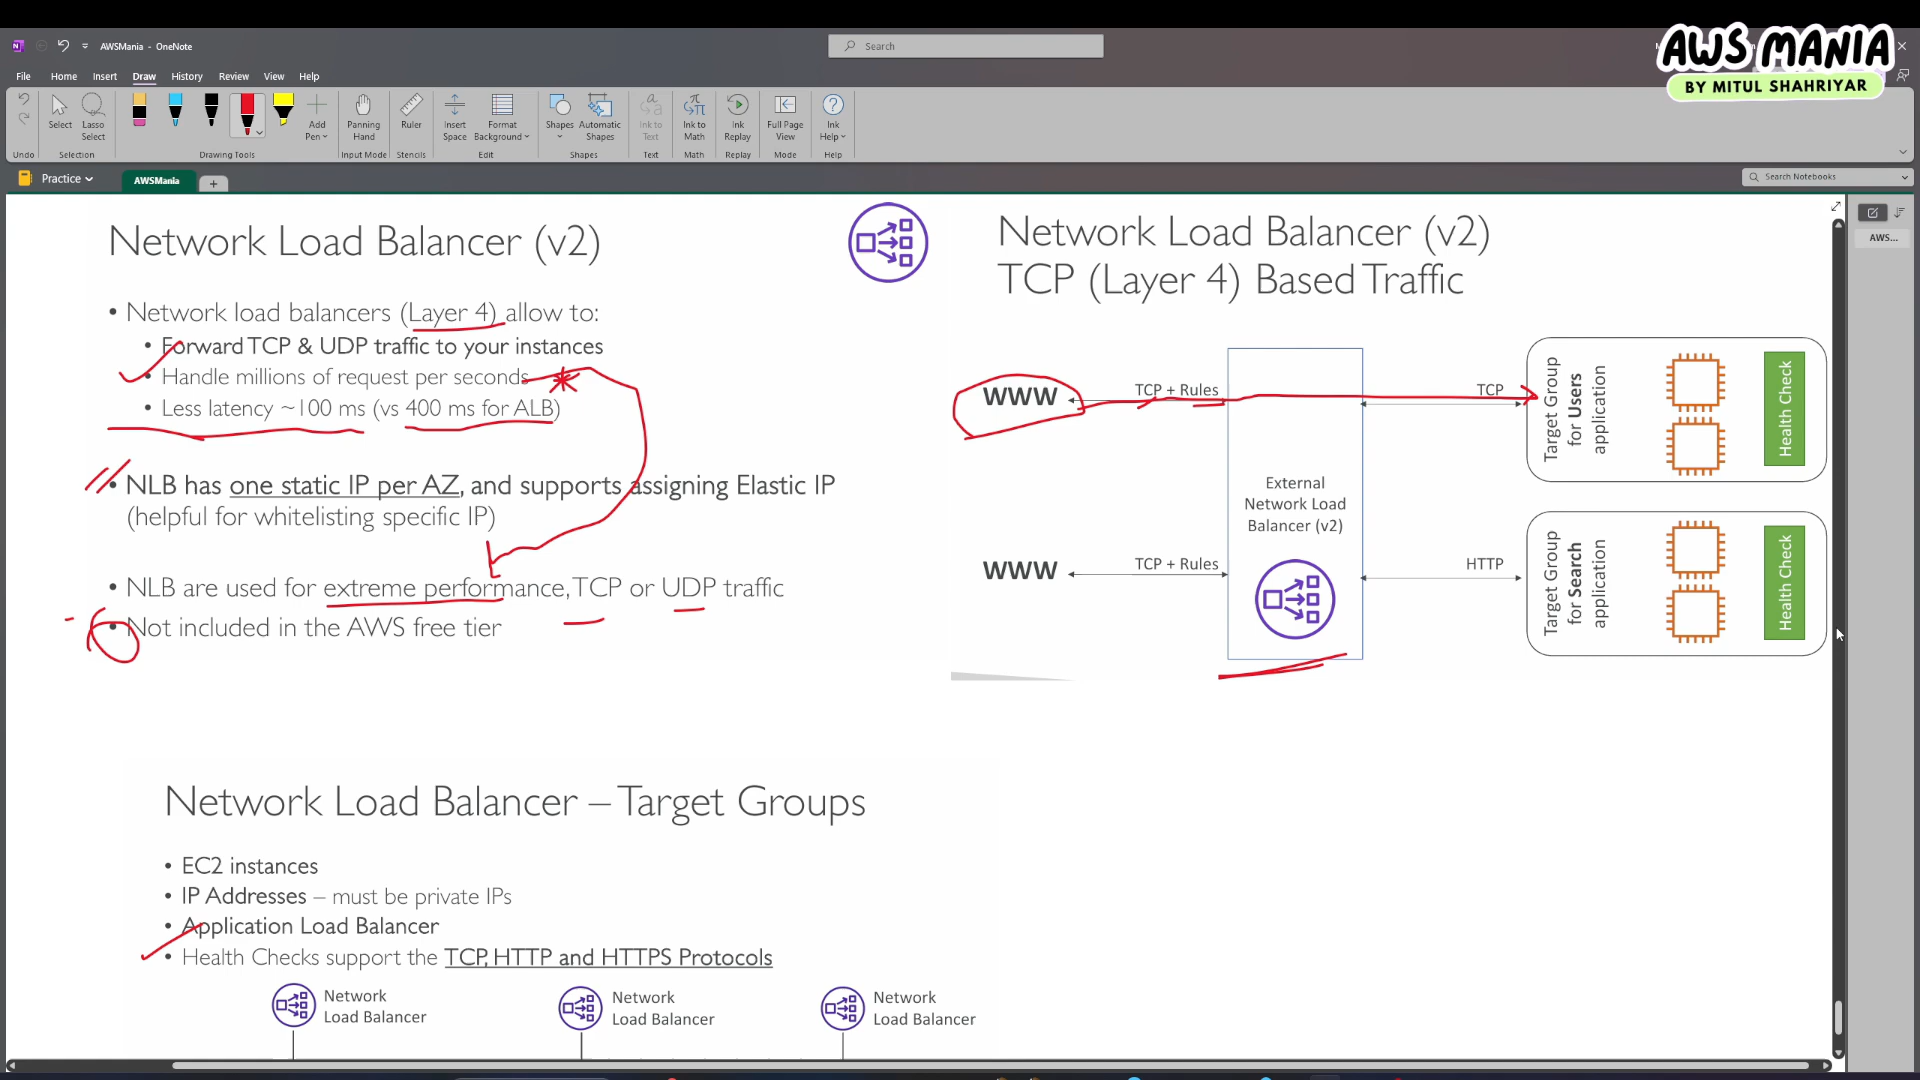 AWSMania - OneNote
Search
AWS MANIA
BY MITUL SHAHRIYAR
File Home Insert Draw History Review View Help
Undo
Select
Lasso Select
Selection
Add Pen
Drawing Tools
Panning Hand
Input Mode
Ruler
Stencils
Insert Space
Format Background
Edit
Shapes
Automatic Shapes
Shapes
Ink to Text
Text
Ink to Math
Math
Ink Replay
Replay
Full Page View
Mode
Ink Help
Help
Practice
AWSMania
Search Notebooks
AWS...
Network Load Balancer (v2)
• Network load balancers (Layer 4) allow to:
• Forward TCP & UDP traffic to your instances
• Handle millions of request per seconds
• Less latency ~100 ms (vs 400 ms for ALB)
• NLB has one static IP per AZ, and supports assigning Elastic IP
(helpful for whitelisting specific IP)
• NLB are used for extreme performance, TCP or UDP traffic
• Not included in the AWS free tier
Network Load Balancer (v2)
TCP (Layer 4) Based Traffic
WWW
TCP + Rules
TCP
Target Group
for Users
application
Health Check
External
Network Load
Balancer (v2)
WWW
TCP + Rules
HTTP
Target Group
for Search
application
Health Check
Network Load Balancer – Target Groups
• EC2 instances
• IP Addresses – must be private IPs
• Application Load Balancer
• Health Checks support the TCP, HTTP and HTTPS Protocols
Network
Load Balancer
Network
Load Balancer
Network
Load Balancer